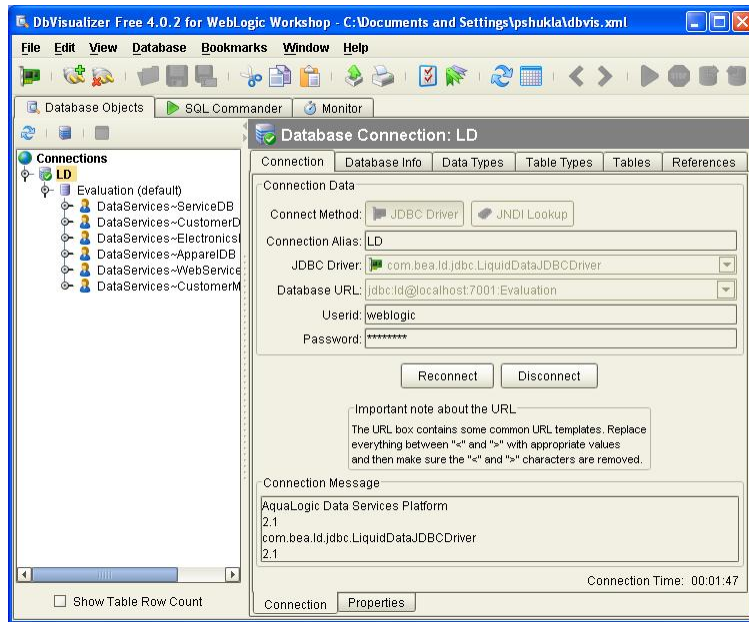 DbVisualizer Free 4.0.2 for WebLogic Workshop - C:\Documents and Settings\pshukla\dbvis.xml
File Edit View Database Bookmarks Window Help
STOP
Database Objects SQL Commander Monitor
Connections
LD
Evaluation (default)
DataServices~ServiceDB
DataServices~CustomerD
DataServices~Electronicsl
DataServices~ApparelDB
DataServices~WebService
DataServices~CustomerM
Show Table Row Count
Database Connection: LD
Connection Database Info Data Types Table Types Tables References
Connection Data
Connect Method: JDBC Driver JNDI Lookup
Connection Alias: LD
JDBC Driver: com.bea.ld.jdbc.LiquidDataJDBCDriver
Database URL: jdbc:ld@localhost:7001:Evaluation
Userid: weblogic
Password: ********
Reconnect Disconnect
Important note about the URL
The URL box contains some common URL templates. Replace
everything between "<" and ">" with appropriate values
and then make sure the "<" and ">" characters are removed.
Connection Message
AquaLogic Data Services Platform
2.1
com.bea.ld.jdbc.LiquidDataJDBCDriver
2.1
Connection Time: 00:01:47
Connection Properties